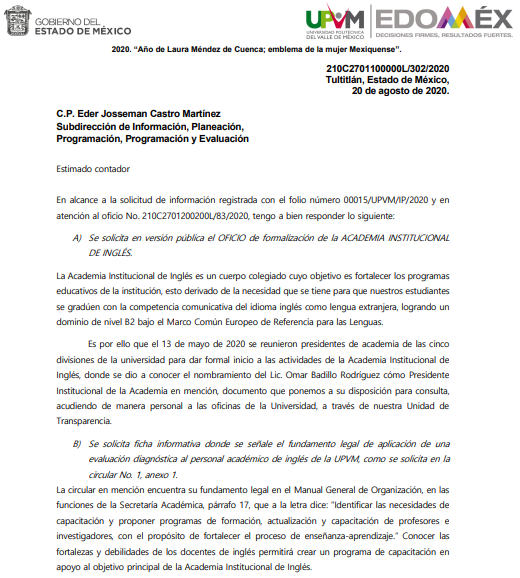 GOBIERNO DEL
ESTADO DE MÉXICO
UPVM
UNIVERSIDAD POLITÉCNICA
DEL VALLE DE MÉXICO
EDOMÉX
DECISIONES FIRMES, RESULTADOS FUERTES.
2020. “Año de Laura Méndez de Cuenca; emblema de la mujer Mexiquense”.
210C2701100000L/302/2020
Tultitlán, Estado de México,
20 de agosto de 2020.
C.P. Eder Josseman Castro Martínez
Subdirección de Información, Planeación,
Programación, Programación y Evaluación
Estimado contador
En alcance a la solicitud de información registrada con el folio número 00015/UPVM/IP/2020 y en
atención al oficio No. 210C2701200200L/83/2020, tengo a bien responder lo siguiente:
A) Se solicita en versión pública el OFICIO de formalización de la ACADEMIA INSTITUCIONAL
DE INGLÉS.
La Academia Institucional de Inglés es un cuerpo colegiado cuyo objetivo es fortalecer los programas
educativos de la institución, esto derivado de la necesidad que se tiene para que nuestros estudiantes
se gradúen con la competencia comunicativa del idioma inglés como lengua extranjera, logrando un
dominio de nivel B2 bajo el Marco Común Europeo de Referencia para las Lenguas.
Es por ello que el 13 de mayo de 2020 se reunieron presidentes de academia de las cinco
divisiones de la universidad para dar formal inicio a las actividades de la Academia Institucional de
Inglés, donde se dio a conocer el nombramiento del Lic. Omar Badillo Rodríguez cómo Presidente
Institucional de la Academia en mención, documento que ponemos a su disposición para consulta,
acudiendo de manera personal a las oficinas de la Universidad, a través de nuestra Unidad de
Transparencia.
B) Se solicita ficha informativa donde se señale el fundamento legal de aplicación de una
evaluación diagnóstica al personal académico de inglés de la UPVM, como se solicita en la
circular No. 1, anexo 1.
La circular en mención encuentra su fundamento legal en el Manual General de Organización, en las
funciones de la Secretaría Académica, párrafo 17, que a la letra dice: “Identificar las necesidades de
capacitación y proponer programas de formación, actualización y capacitación de profesores e
investigadores, con el propósito de fortalecer el proceso de enseñanza-aprendizaje.” Conocer las
fortalezas y debilidades de los docentes de inglés permitirá crear un programa de capacitación en
apoyo al objetivo principal de la Academia Institucional de Inglés.